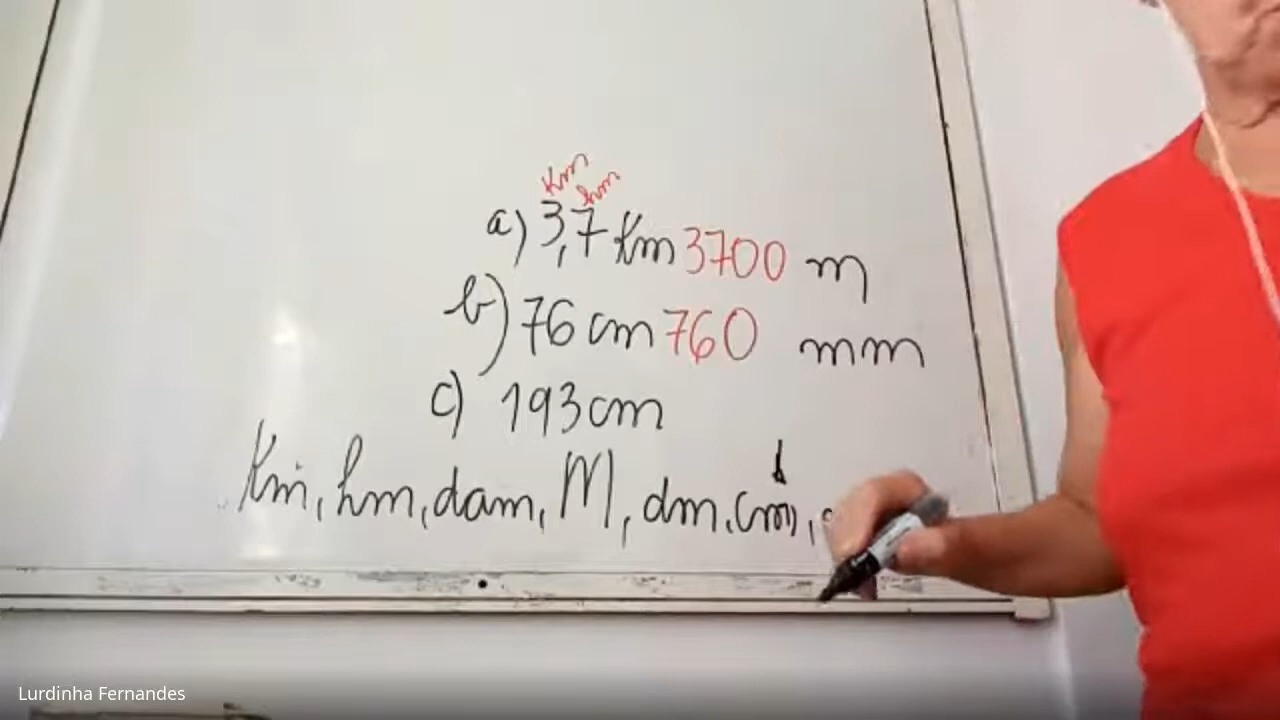 Km
hm
a) 3,7 Km 3700 m
b) 76 cm 760 mm
c) 193 cm
Km, hm, dam, M, dm, cm,
Lurdinha Fernandes